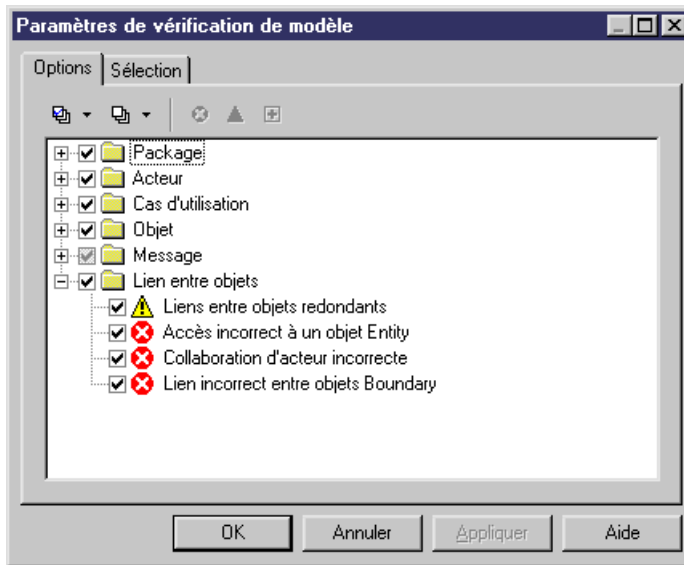 Paramètres de vérification de modèle
Options
Sélection
Package
Acteur
Cas d'utilisation
Objet
Message
Lien entre objets
Liens entre objets redondants
Accès incorrect à un objet Entity
Collaboration d'acteur incorrecte
Lien incorrect entre objets Boundary
OK
Annuler
Appliquer
Aide